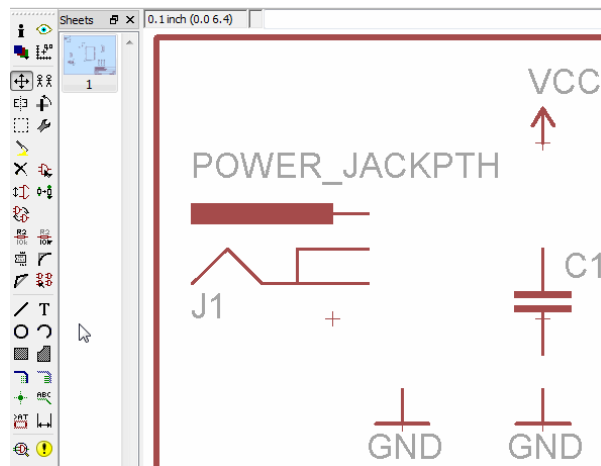 Sheets
0.1 inch (0.0 6.4)
1
VCC
POWER_JACKPTH
C1
J1
GND
GND
T